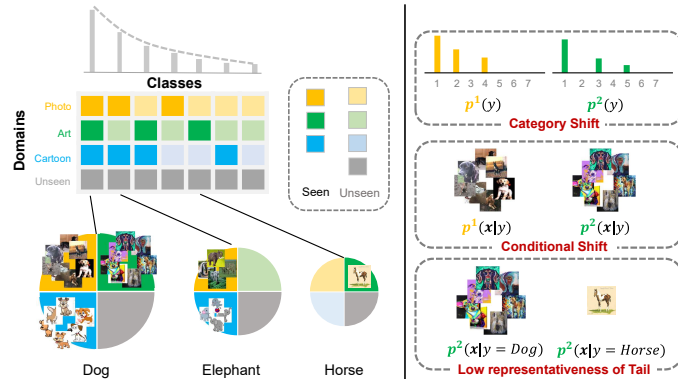 Classes
Domains
Photo
Art
Cartoon
Unseen
Seen
Unseen
Dog
Elephant
Horse
1 2 3 4 5 6 7
1 2 3 4 5 6 7
p¹(y)
p²(y)
Category Shift
p¹(x|y)
p²(x|y)
Conditional Shift
p²(x|y = Dog)
p²(x|y = Horse)
Low representativeness of Tail